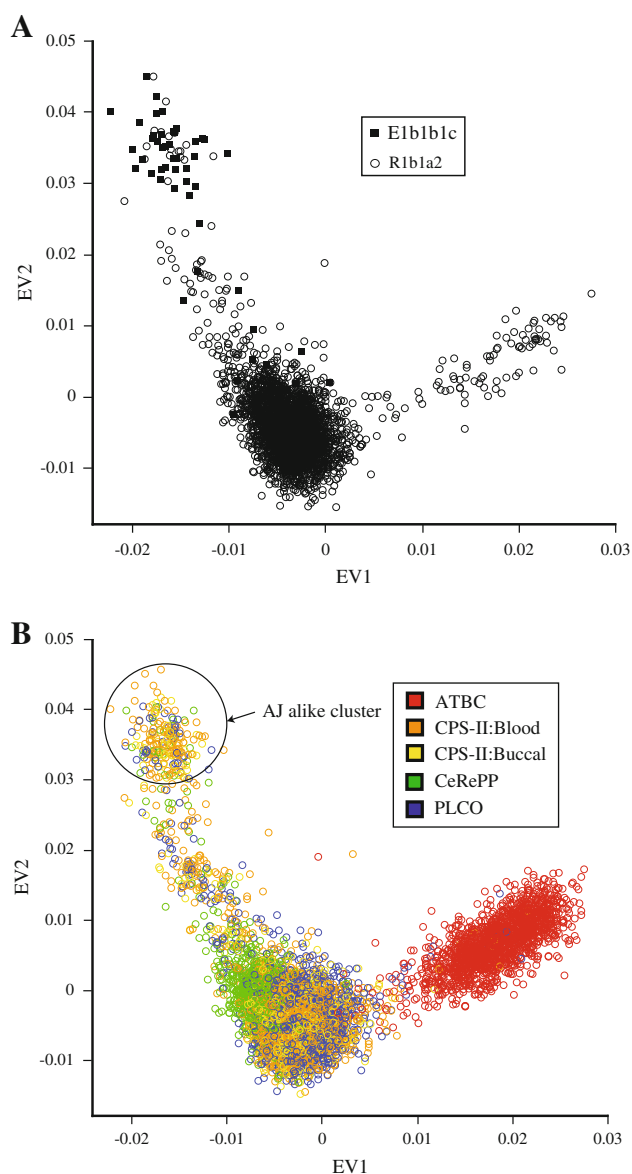 A
0.05
0.04
0.03
0.02
0.01
0
-0.01
EV2
E1b1b1c
R1b1a2
-0.02
-0.01
0
0.01
0.02
0.03
EV1
B
0.05
0.04
0.03
0.02
0.01
0
-0.01
EV2
AJ alike cluster
ATBC
CPS-II:Blood
CPS-II:Buccal
CeRePP
PLCO
-0.02
-0.01
0
0.01
0.02
0.03
EV1